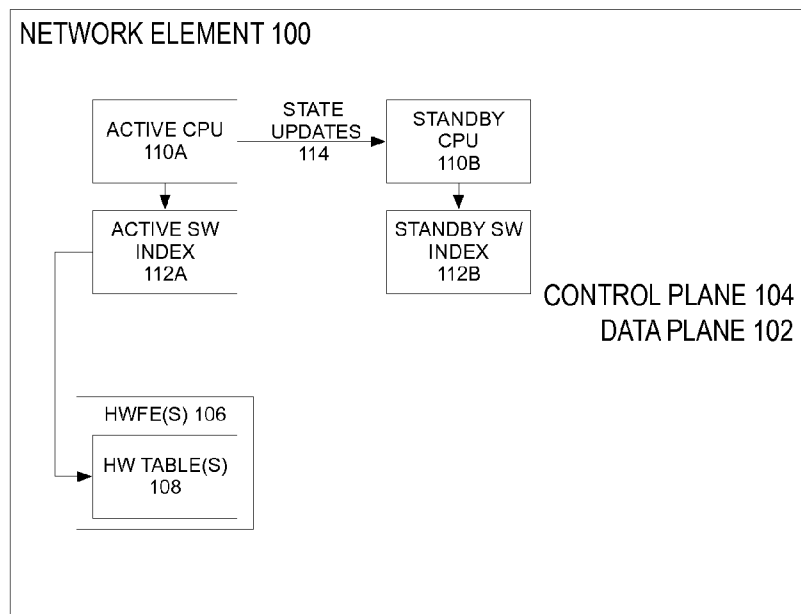 NETWORK ELEMENT 100
ACTIVE CPU
110A
STATE
UPDATES
114
STANDBY
CPU
110B
ACTIVE SW
INDEX
112A
STANDBY SW
INDEX
112B
CONTROL PLANE 104
DATA PLANE 102
HWFE(S) 106
HW TABLE(S)
108